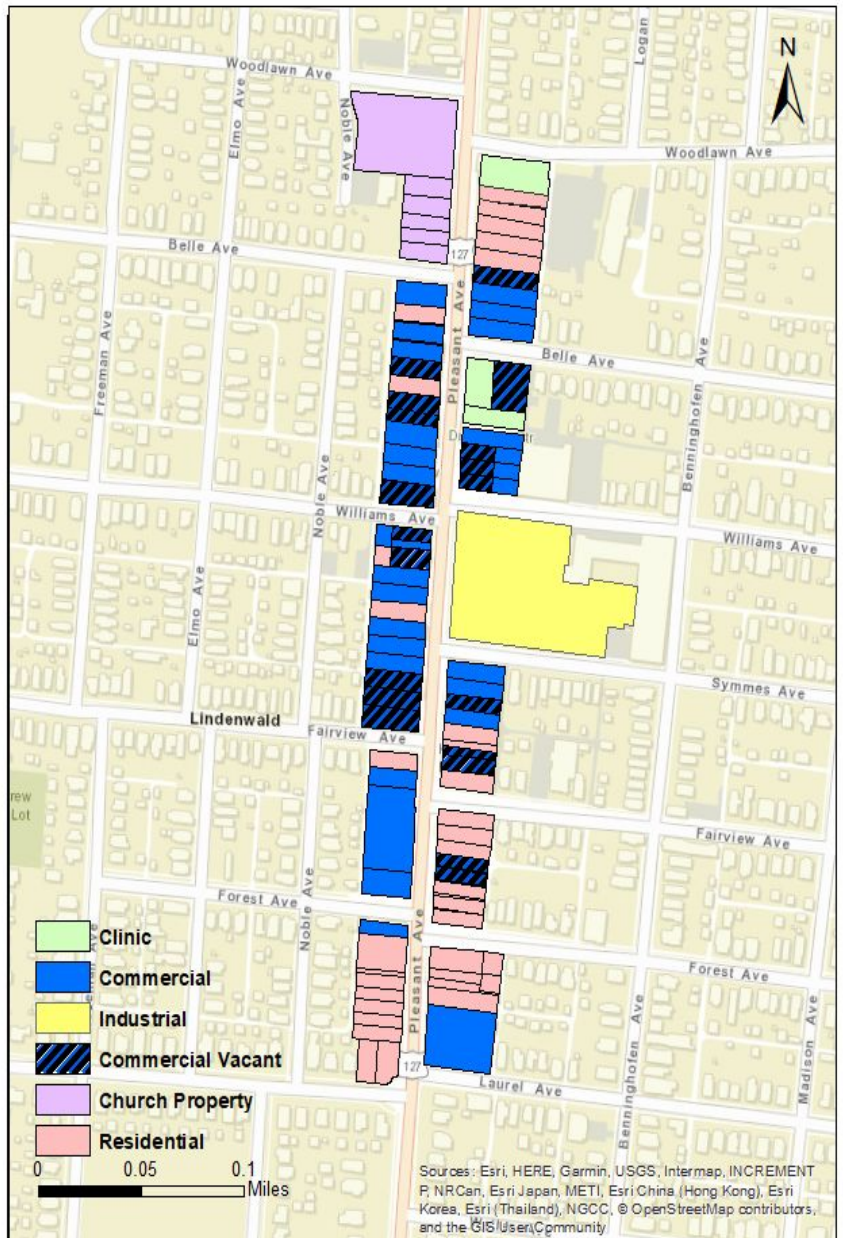 N
Woodlawn Ave
Logan
Elmo Ave
Noble Ave
Woodlawn Ave
Belle Ave
127
Freeman Ave
Pleasant Ave
Belle Ave
Benninghofen Ave
Noble Ave
Williams Ave
Williams Ave
Elmo Ave
Symmes Ave
Lindenwald
Fairview Ave
rew
Lot
Fairview Ave
Noble Ave
Forest Ave
Pleasant Ave
Forest Ave
Benninghofen Ave
Madison Ave
127
Laurel Ave
Clinic
Commercial
Industrial
Commercial Vacant
Church Property
Residential
0 0.05 0.1
Miles
Sources: Esri, HERE, Garmin, USGS, Intermap, INCREMENT
P, NRCan, Esri Japan, METI, Esri China (Hong Kong), Esri
Korea, Esri (Thailand), NGCC, © OpenStreetMap contributors,
and the GIS User Community